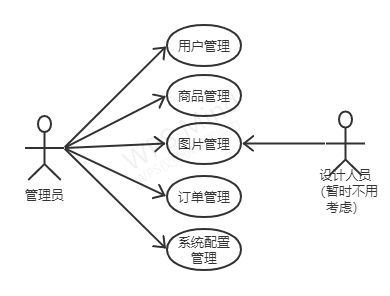 用户管理
商品管理
图片管理
订单管理
系统配置
管理
管理员
设计人员
（暂时不用
考虑）